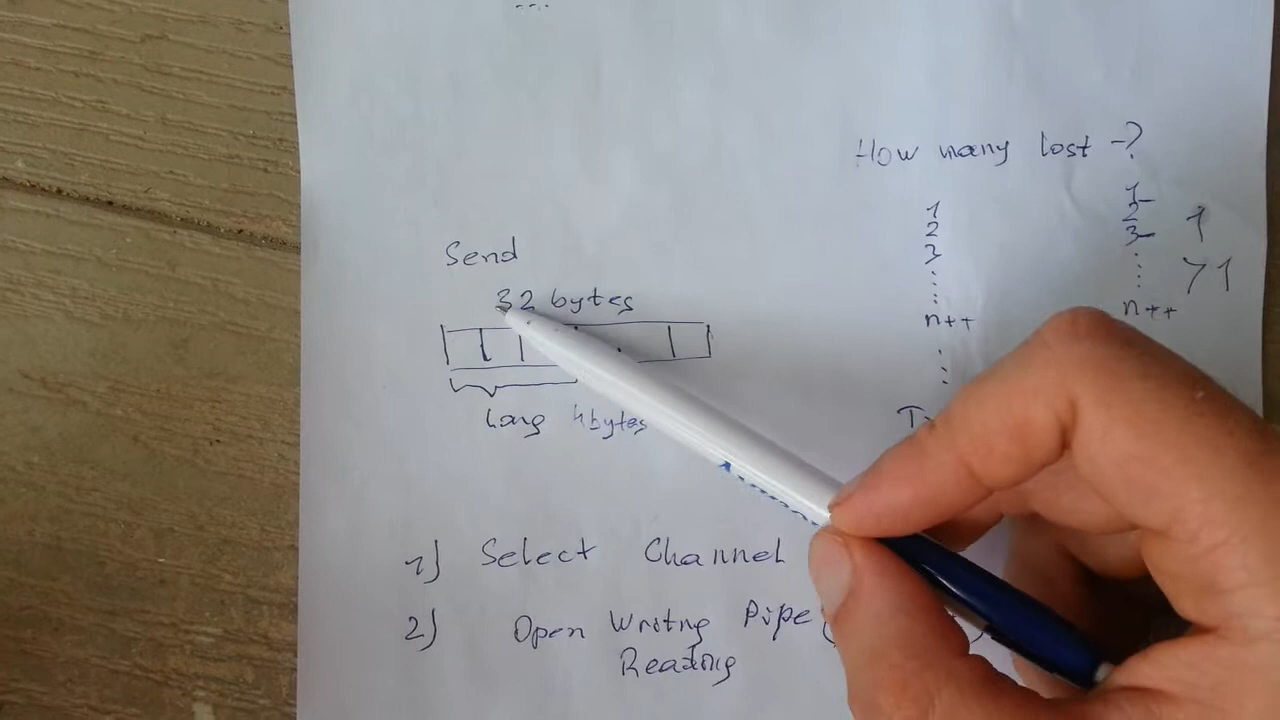 Send
32 bytes
Long 4bytes
How many lost -?
1
2
3
n++
1
2
3
n++
1
>1
1) Select Channel
2) Open Writing Pipe (
Reading